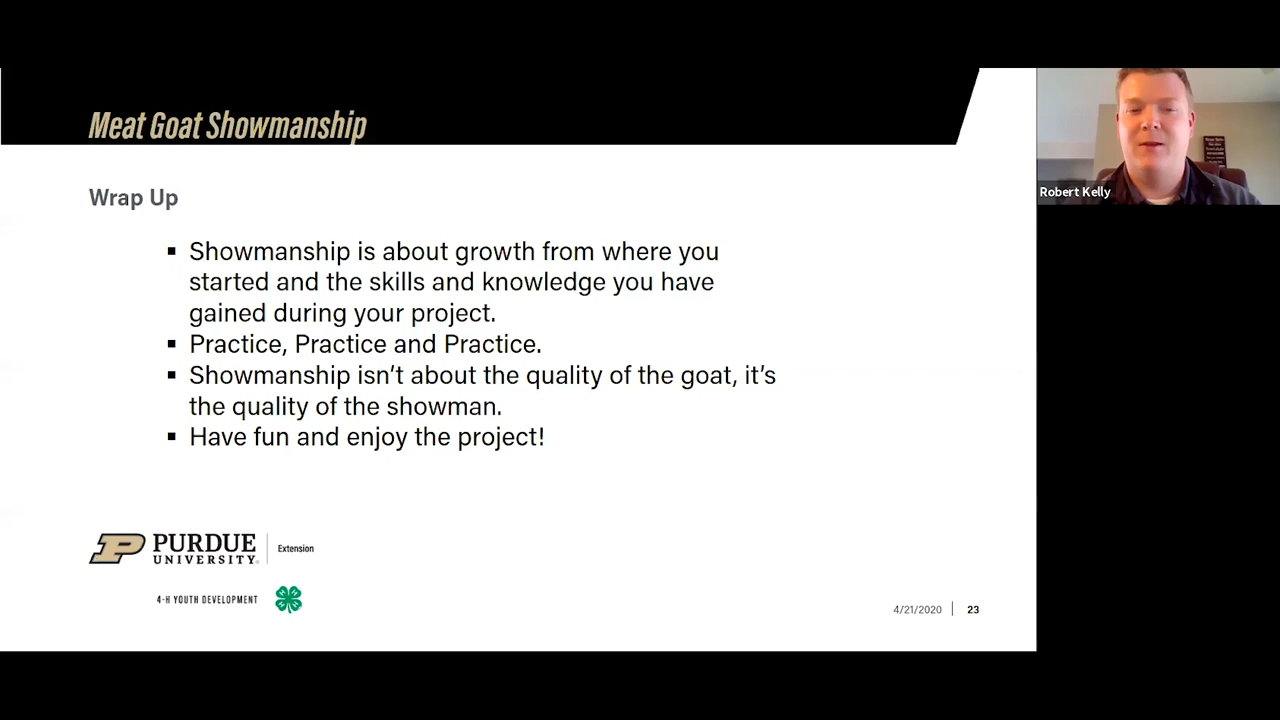 Meat Goat Showmanship
Robert Kelly
Wrap Up
▪ Showmanship is about growth from where you
started and the skills and knowledge you have
gained during your project.
▪ Practice, Practice and Practice.
▪ Showmanship isn't about the quality of the goat, it's
the quality of the showman.
▪ Have fun and enjoy the project!
PURDUE
UNIVERSITY®
Extension
4-H YOUTH DEVELOPMENT
4/21/2020 | 23